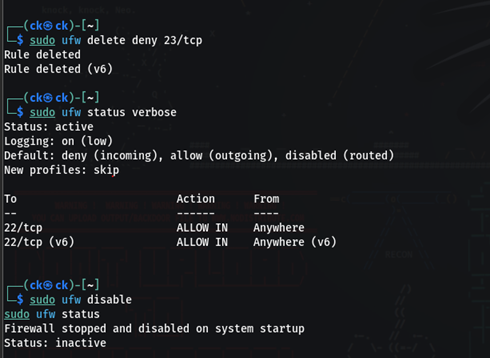 ┌──(ck㉿ck)-[~]
└─$ sudo ufw delete deny 23/tcp
Rule deleted
Rule deleted (v6)
┌──(ck㉿ck)-[~]
└─$ sudo ufw status verbose
Status: active
Logging: on (low)
Default: deny (incoming), allow (outgoing), disabled (routed)
New profiles: skip
To                         Action      From
--                         ------      ----
22/tcp                     ALLOW IN    Anywhere
22/tcp (v6)                ALLOW IN    Anywhere (v6)
┌──(ck㉿ck)-[~]
└─$ sudo ufw disable
sudo ufw status
Firewall stopped and disabled on system startup
Status: inactive